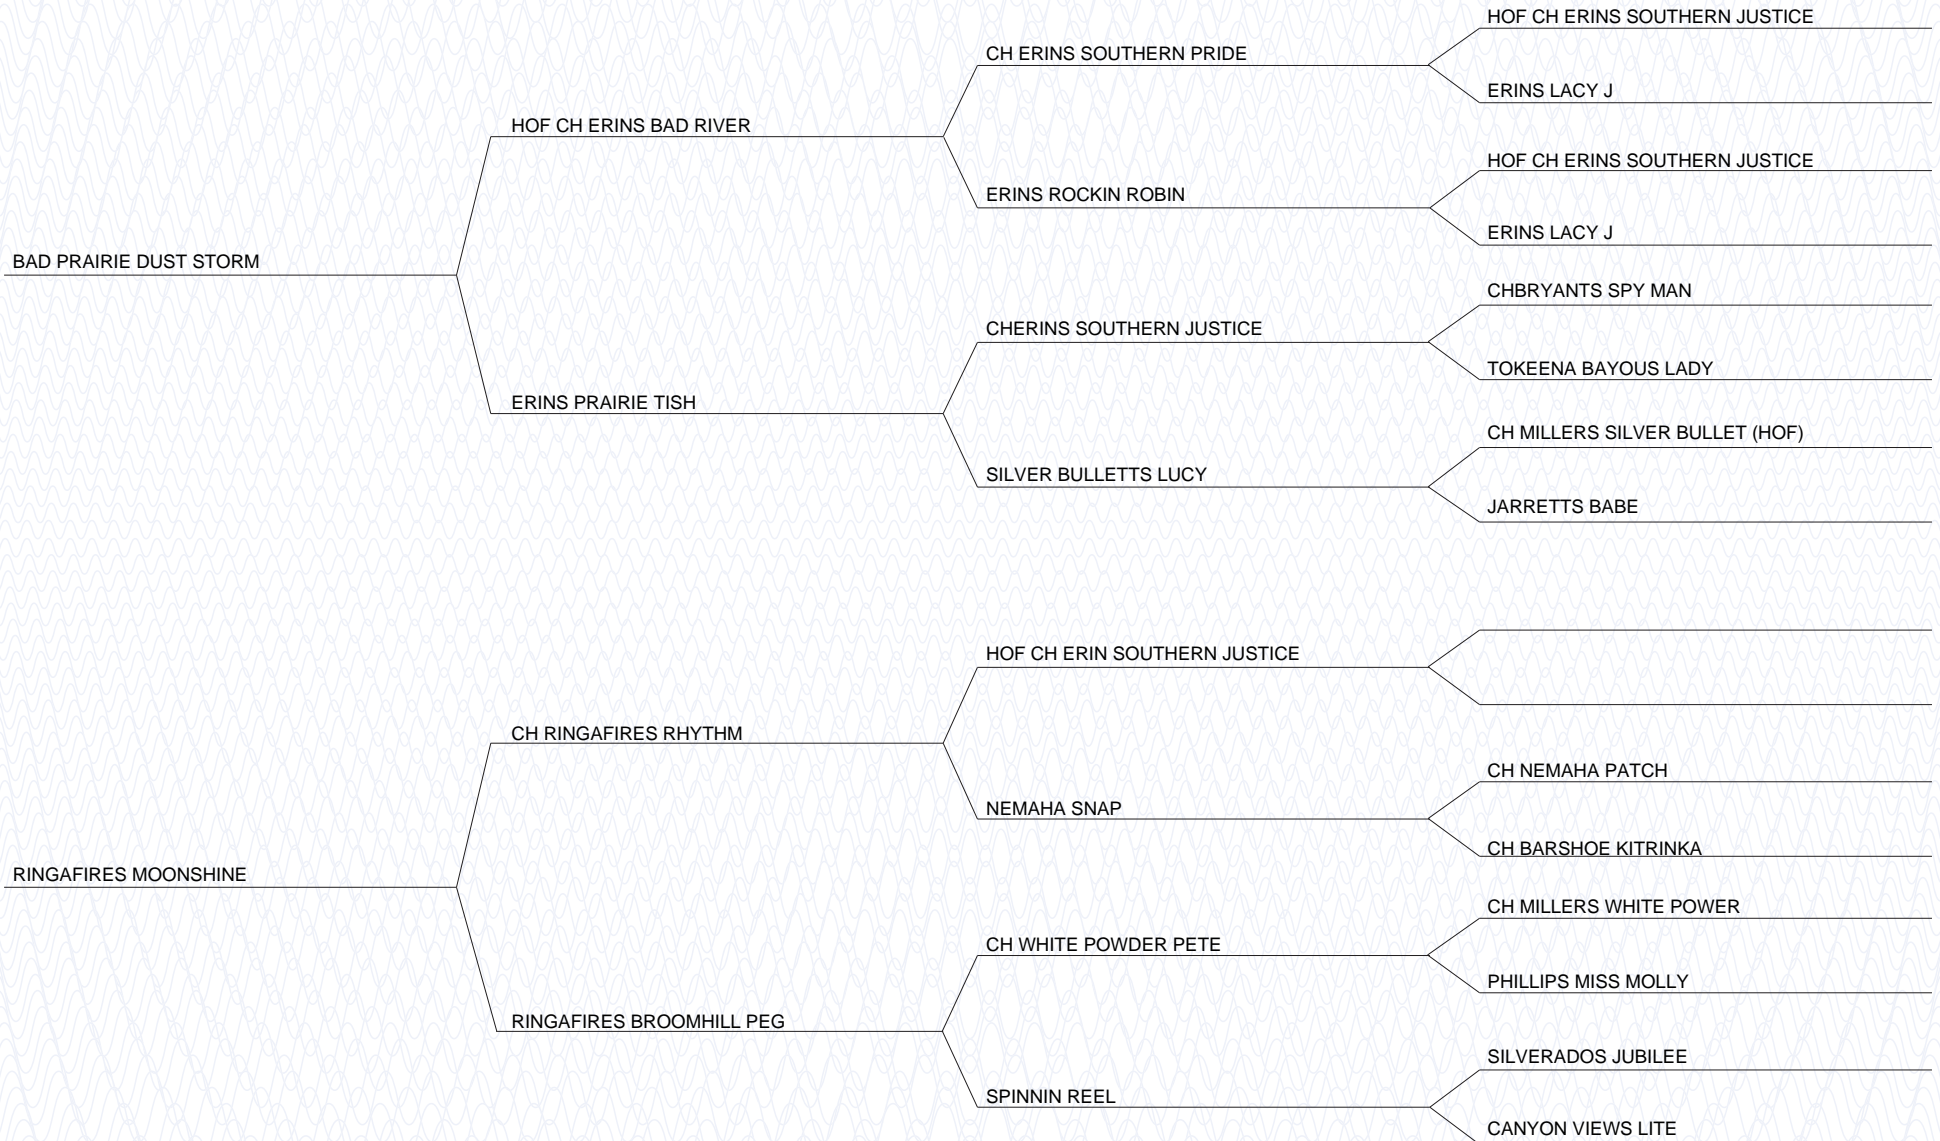 HOF CH ERINS SOUTHERN JUSTICE
CH ERINS SOUTHERN PRIDE
ERINS LACY J
HOF CH ERINS BAD RIVER
HOF CH ERINS SOUTHERN JUSTICE
ERINS ROCKIN ROBIN
ERINS LACY J
BAD PRAIRIE DUST STORM
CHBRYANTS SPY MAN
CHERINS SOUTHERN JUSTICE
TOKEENA BAYOUS LADY
ERINS PRAIRIE TISH
CH MILLERS SILVER BULLET (HOF)
SILVER BULLETTS LUCY
JARRETTS BABE
HOF CH ERIN SOUTHERN JUSTICE
CH RINGAFIRES RHYTHM
CH NEMAHA PATCH
NEMAHA SNAP
CH BARSHOE KITRINKA
RINGAFIRES MOONSHINE
CH MILLERS WHITE POWER
CH WHITE POWDER PETE
PHILLIPS MISS MOLLY
RINGAFIRES BROOMHILL PEG
SILVERADOS JUBILEE
SPINNIN REEL
CANYON VIEWS LITE